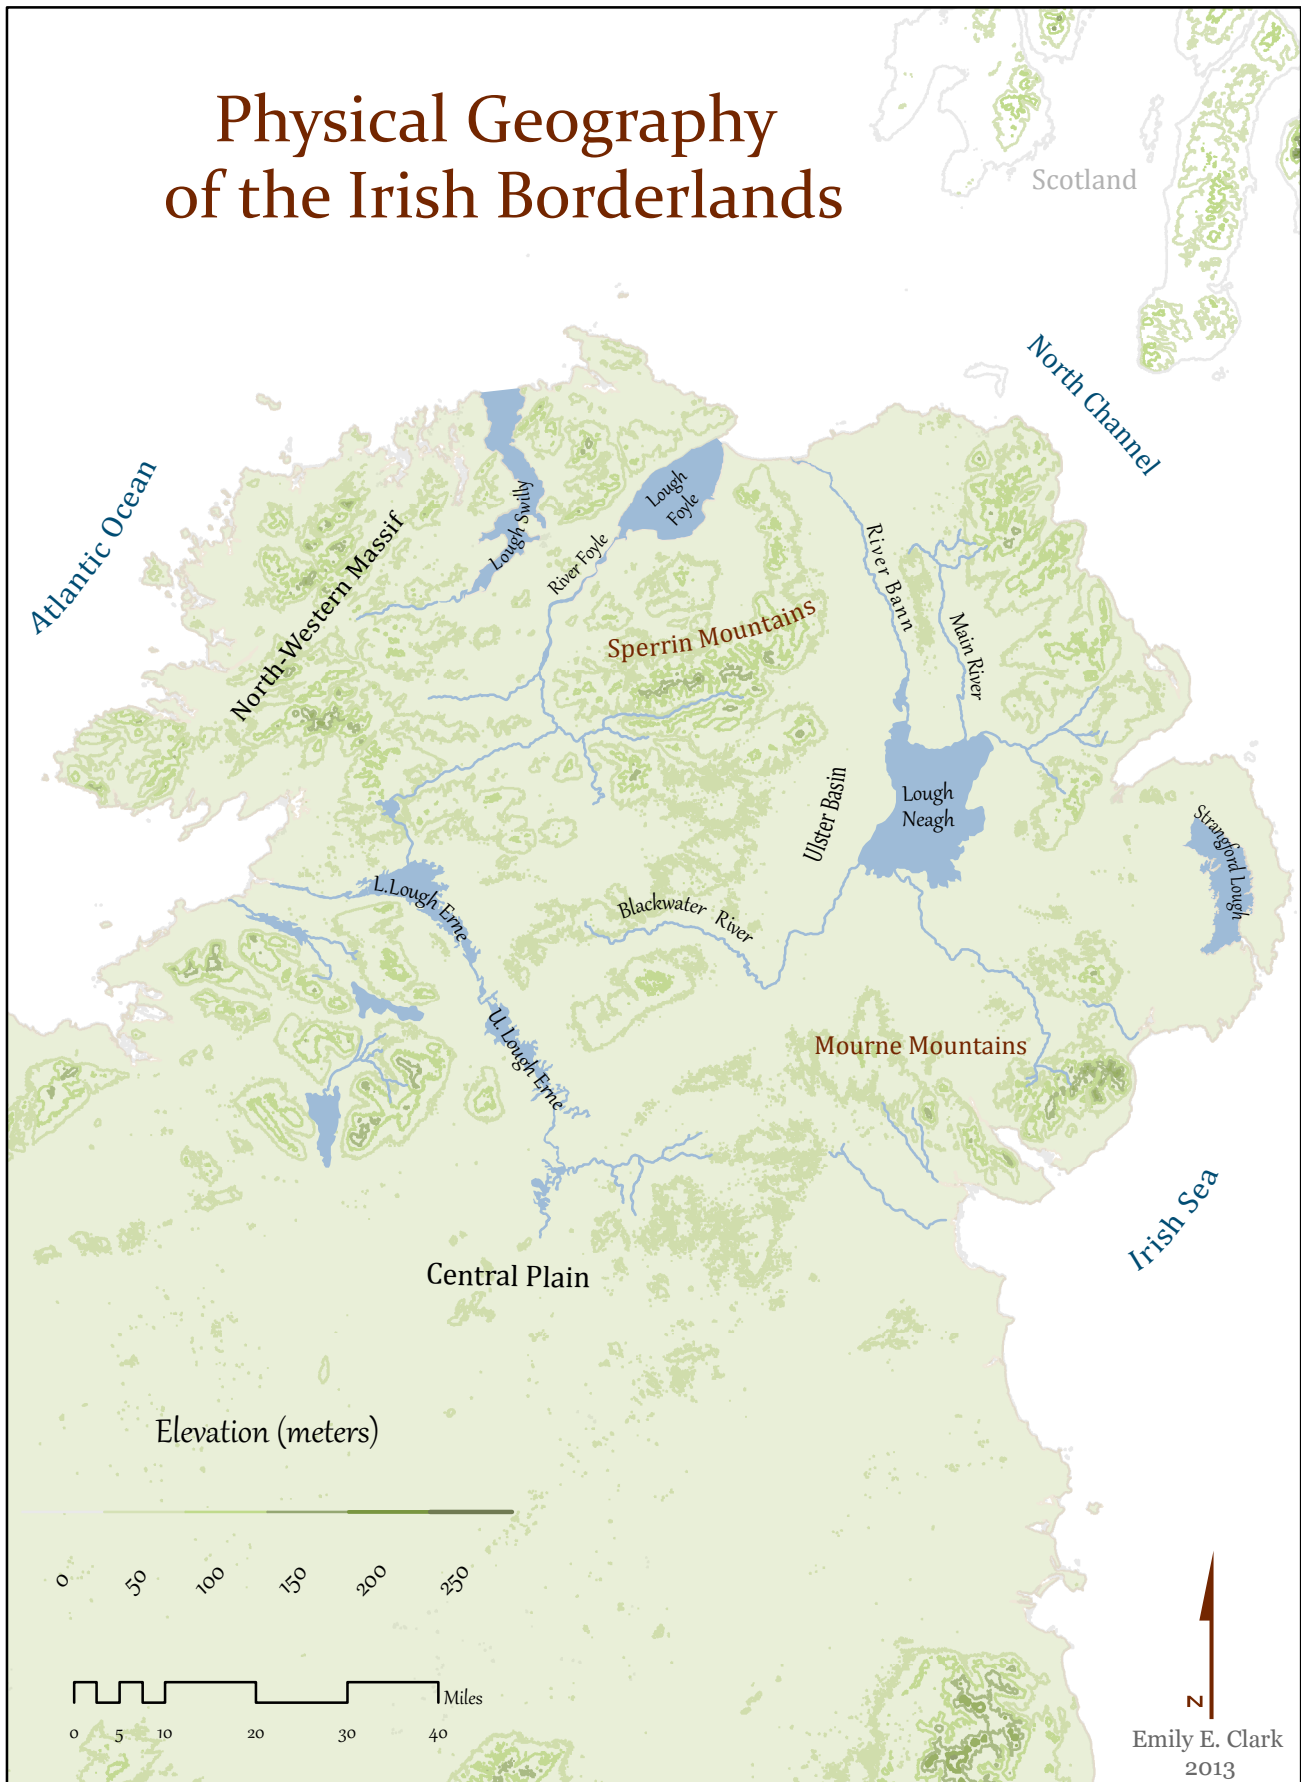 Physical Geography
of the Irish Borderlands
Scotland
North Channel
Atlantic Ocean
Lough Swilly
Lough
Foyle
River Foyle
North-Western Massif
River Bann
Main River
Sperrin Mountains
Ulster Basin
Lough
Neagh
Strangford Lough
L.Lough Erne
Blackwater River
U. Lough Erne
Mourne Mountains
Irish Sea
Central Plain
Elevation (meters)
0 50 100 150 200 250
Miles
0 5 10 20 30 40
N
Emily E. Clark
2013